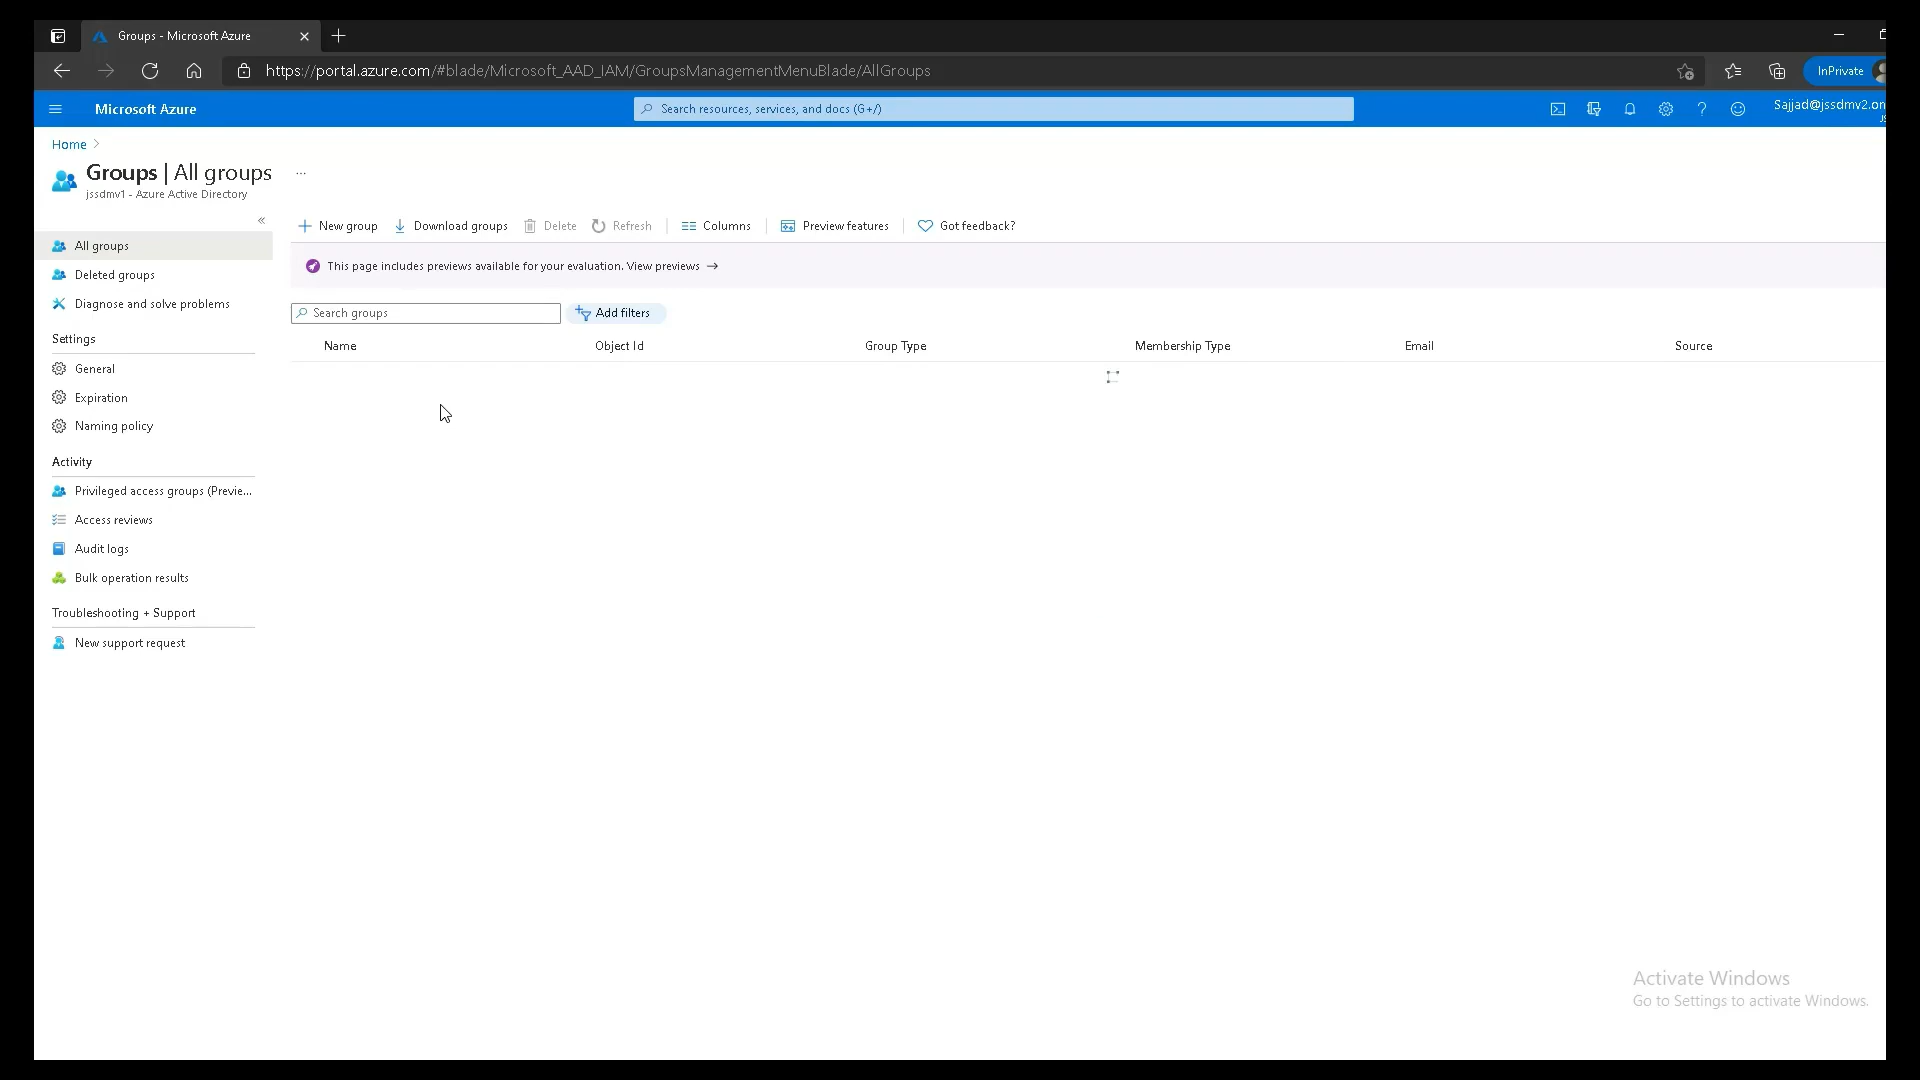 Groups - Microsoft Azure
https://portal.azure.com/#blade/Microsoft_AAD_IAM/GroupsManagementMenuBlade/AllGroups
InPrivate
Microsoft Azure
Search resources, services, and docs (G+/)
Sajjad@jssdmv2.on
Home
Groups | All groups
...
jssdmv1 - Azure Active Directory
New group
Download groups
Delete
Refresh
Columns
Preview features
Got feedback?
All groups
Deleted groups
Diagnose and solve problems
Settings
General
Expiration
Naming policy
Activity
Privileged access groups (Previe...
Access reviews
Audit logs
Bulk operation results
Troubleshooting + Support
New support request
This page includes previews available for your evaluation. View previews →
Search groups
Add filters
Name
Object Id
Group Type
Membership Type
Email
Source
Activate Windows
Go to Settings to activate Windows.